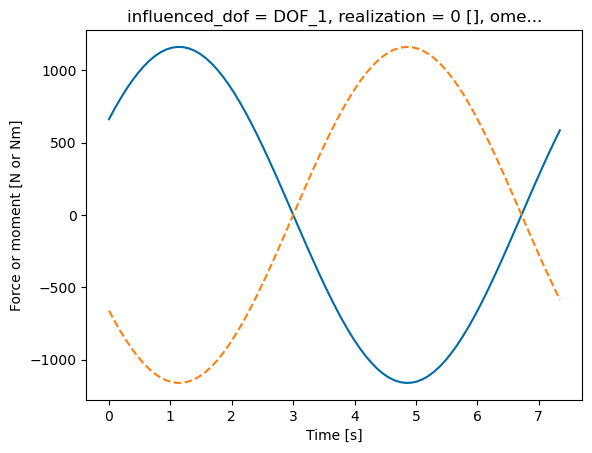 influenced_dof = DOF_1, realization = 0 [], ome...
Force or moment [N or Nm]
1000
500
0
−500
−1000
0 1 2 3 4 5 6 7
Time [s]